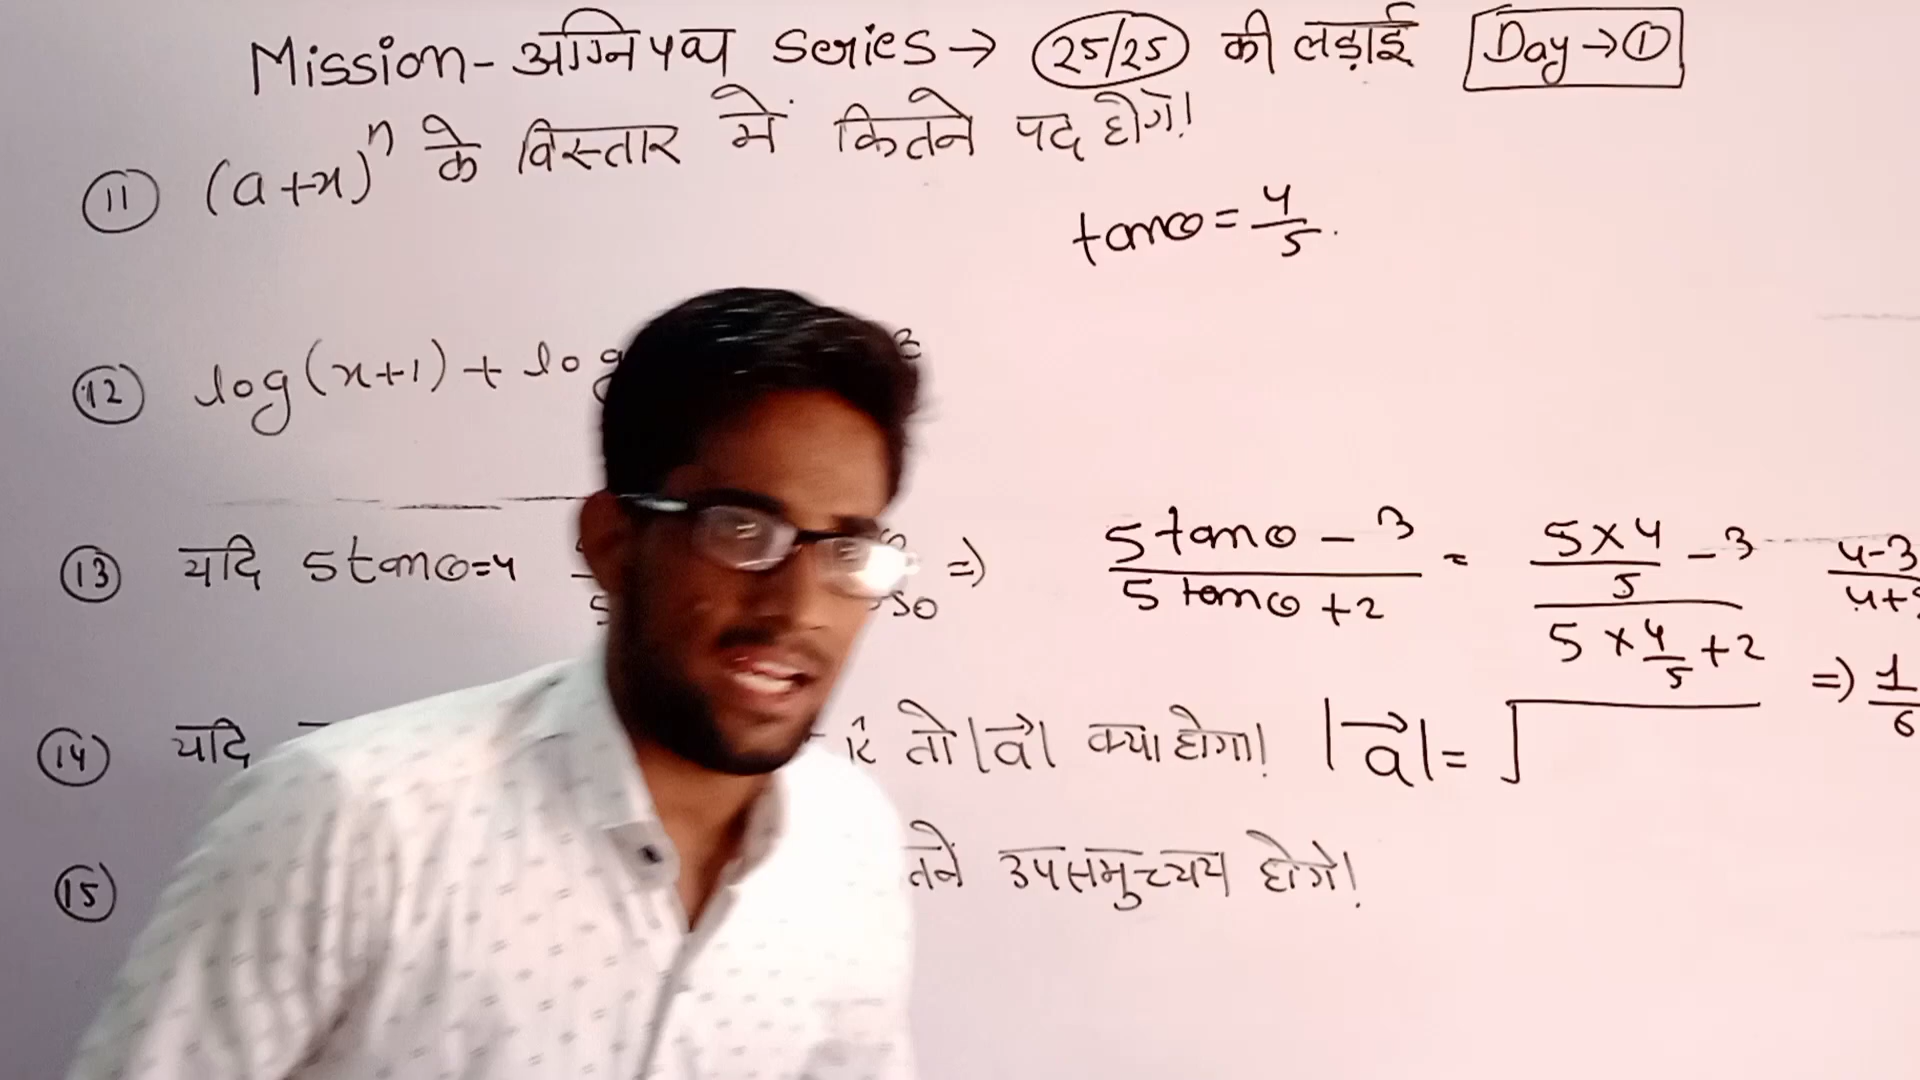 Mission-अग्निपथ Series→ 25/25 की लड़ाई Day→①
⑪ (a+x)ⁿ के विस्तार में कितने पद होगे।
tanθ = 4/5
⑫ log(x+1) + log
⑬ यदि 5tanθ=4 => (5tanθ - 3)/(5tanθ + 2) = (5×4/5 - 3)/(5×4/5 + 2)
=> 1/6
⑭ यदि तो |a⃗| क्या होगा। |a⃗| = √
⑮ उपसमुच्चय होगे।